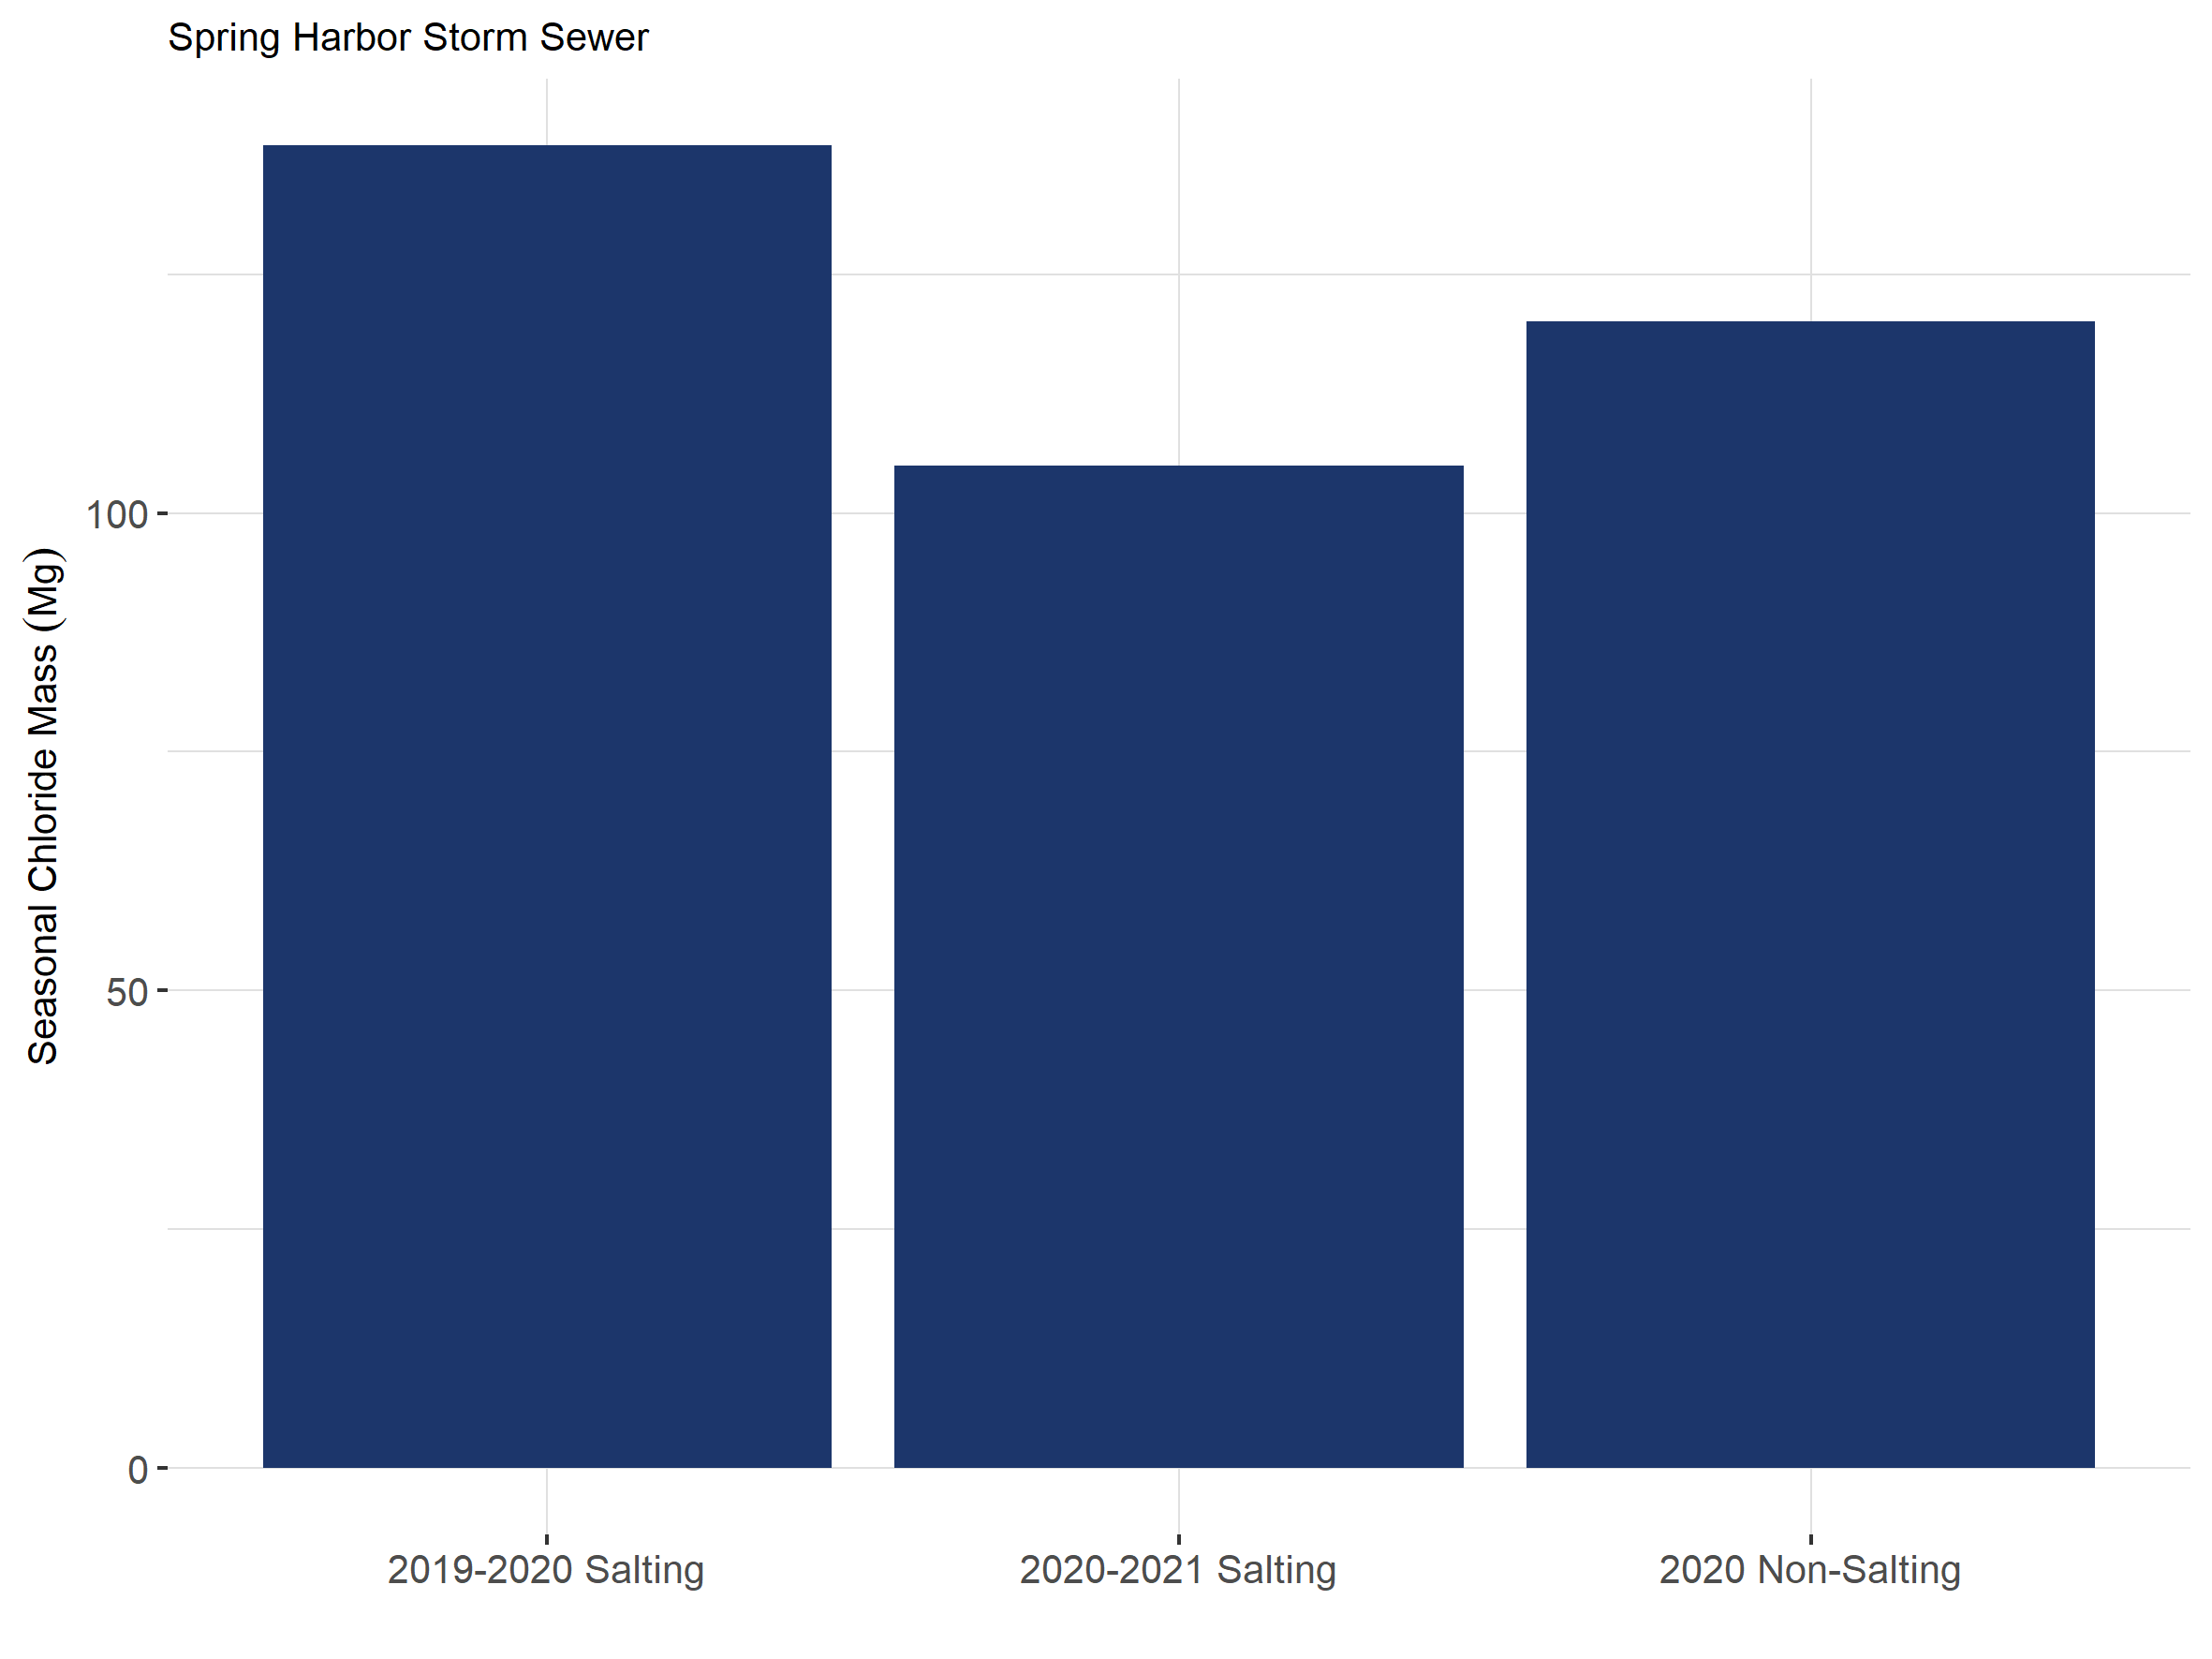 Spring Harbor Storm Sewer
Seasonal Chloride Mass (Mg)
100
50
0
2019-2020 Salting
2020-2021 Salting
2020 Non-Salting